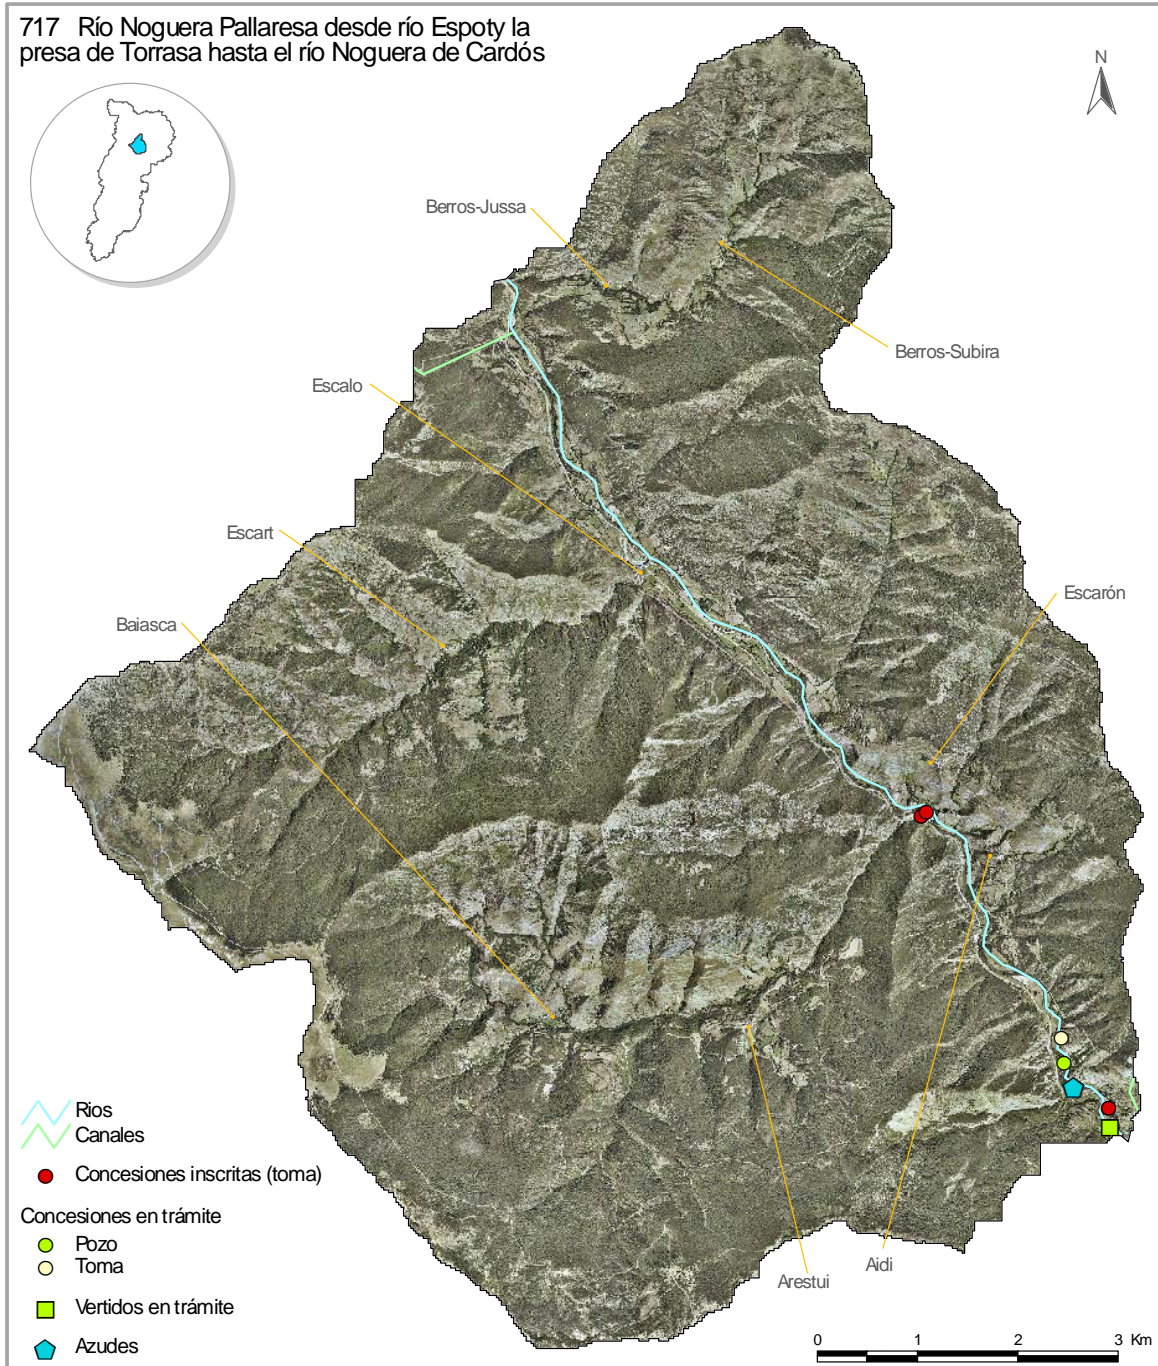 717 Río Noguera Pallaresa desde río Espoty la
presa de Torrasa hasta el río Noguera de Cardós
N
Berros-Jussa
Berros-Subira
Escalo
Escart
Escarón
Baiasca
Rios
Canales
Concesiones inscritas (toma)
Concesiones en trámite
Pozo
Toma
Vertidos en trámite
Azudes
Aidi
Arestui
0 1 2 3 Km